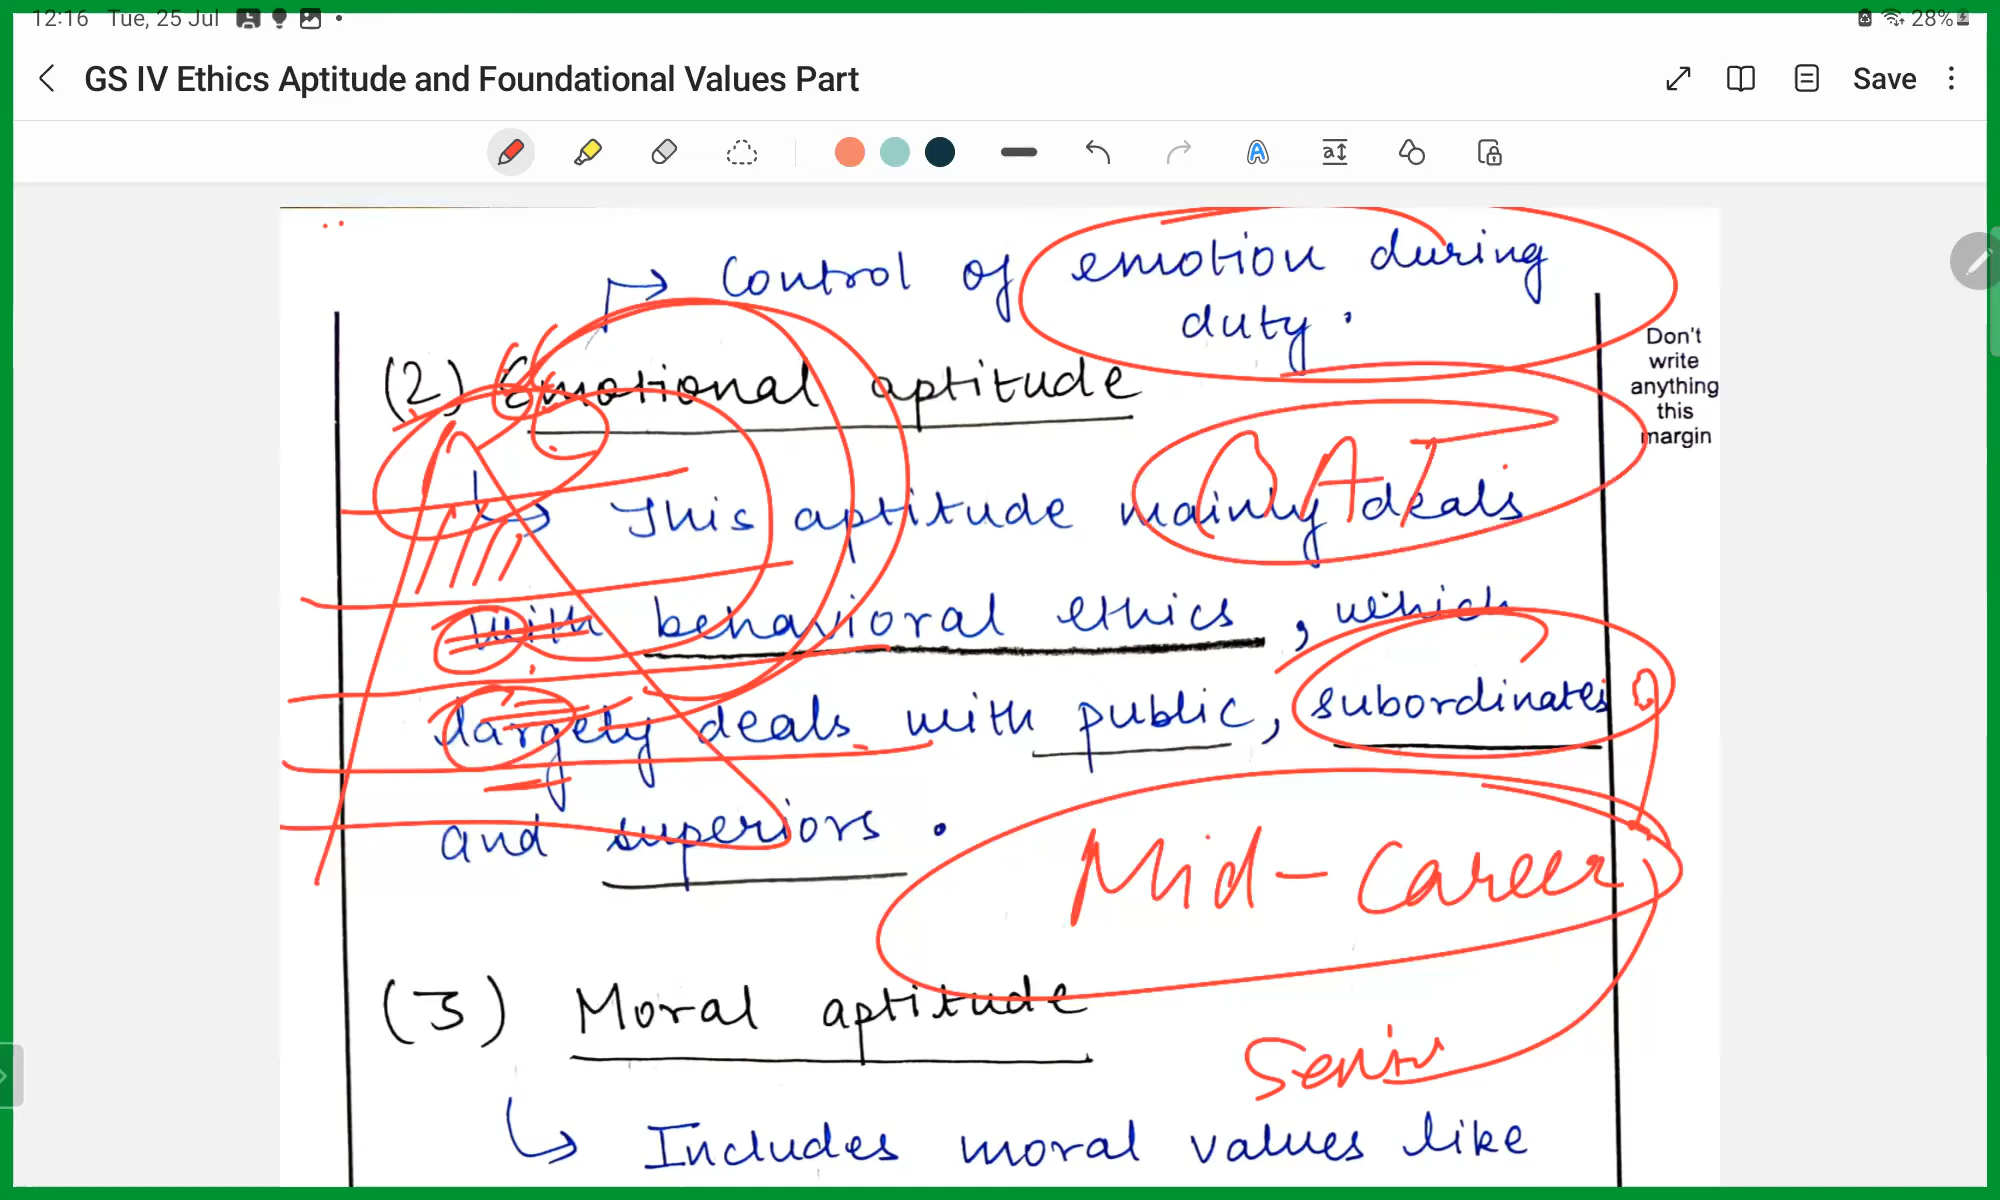 12:16 Tue, 25 Jul 28%
GS IV Ethics Aptitude and Foundational Values Part
Save
→ Control of emotion during
duty.
Don't
write
anything
this
margin
(2) Emotional aptitude
↳ This aptitude mainly deals
with behavioral ethics, which
largely deals with public, subordinates
and superiors.
Mid-Career
(3) Moral aptitude
Senior
↳ Includes moral values like